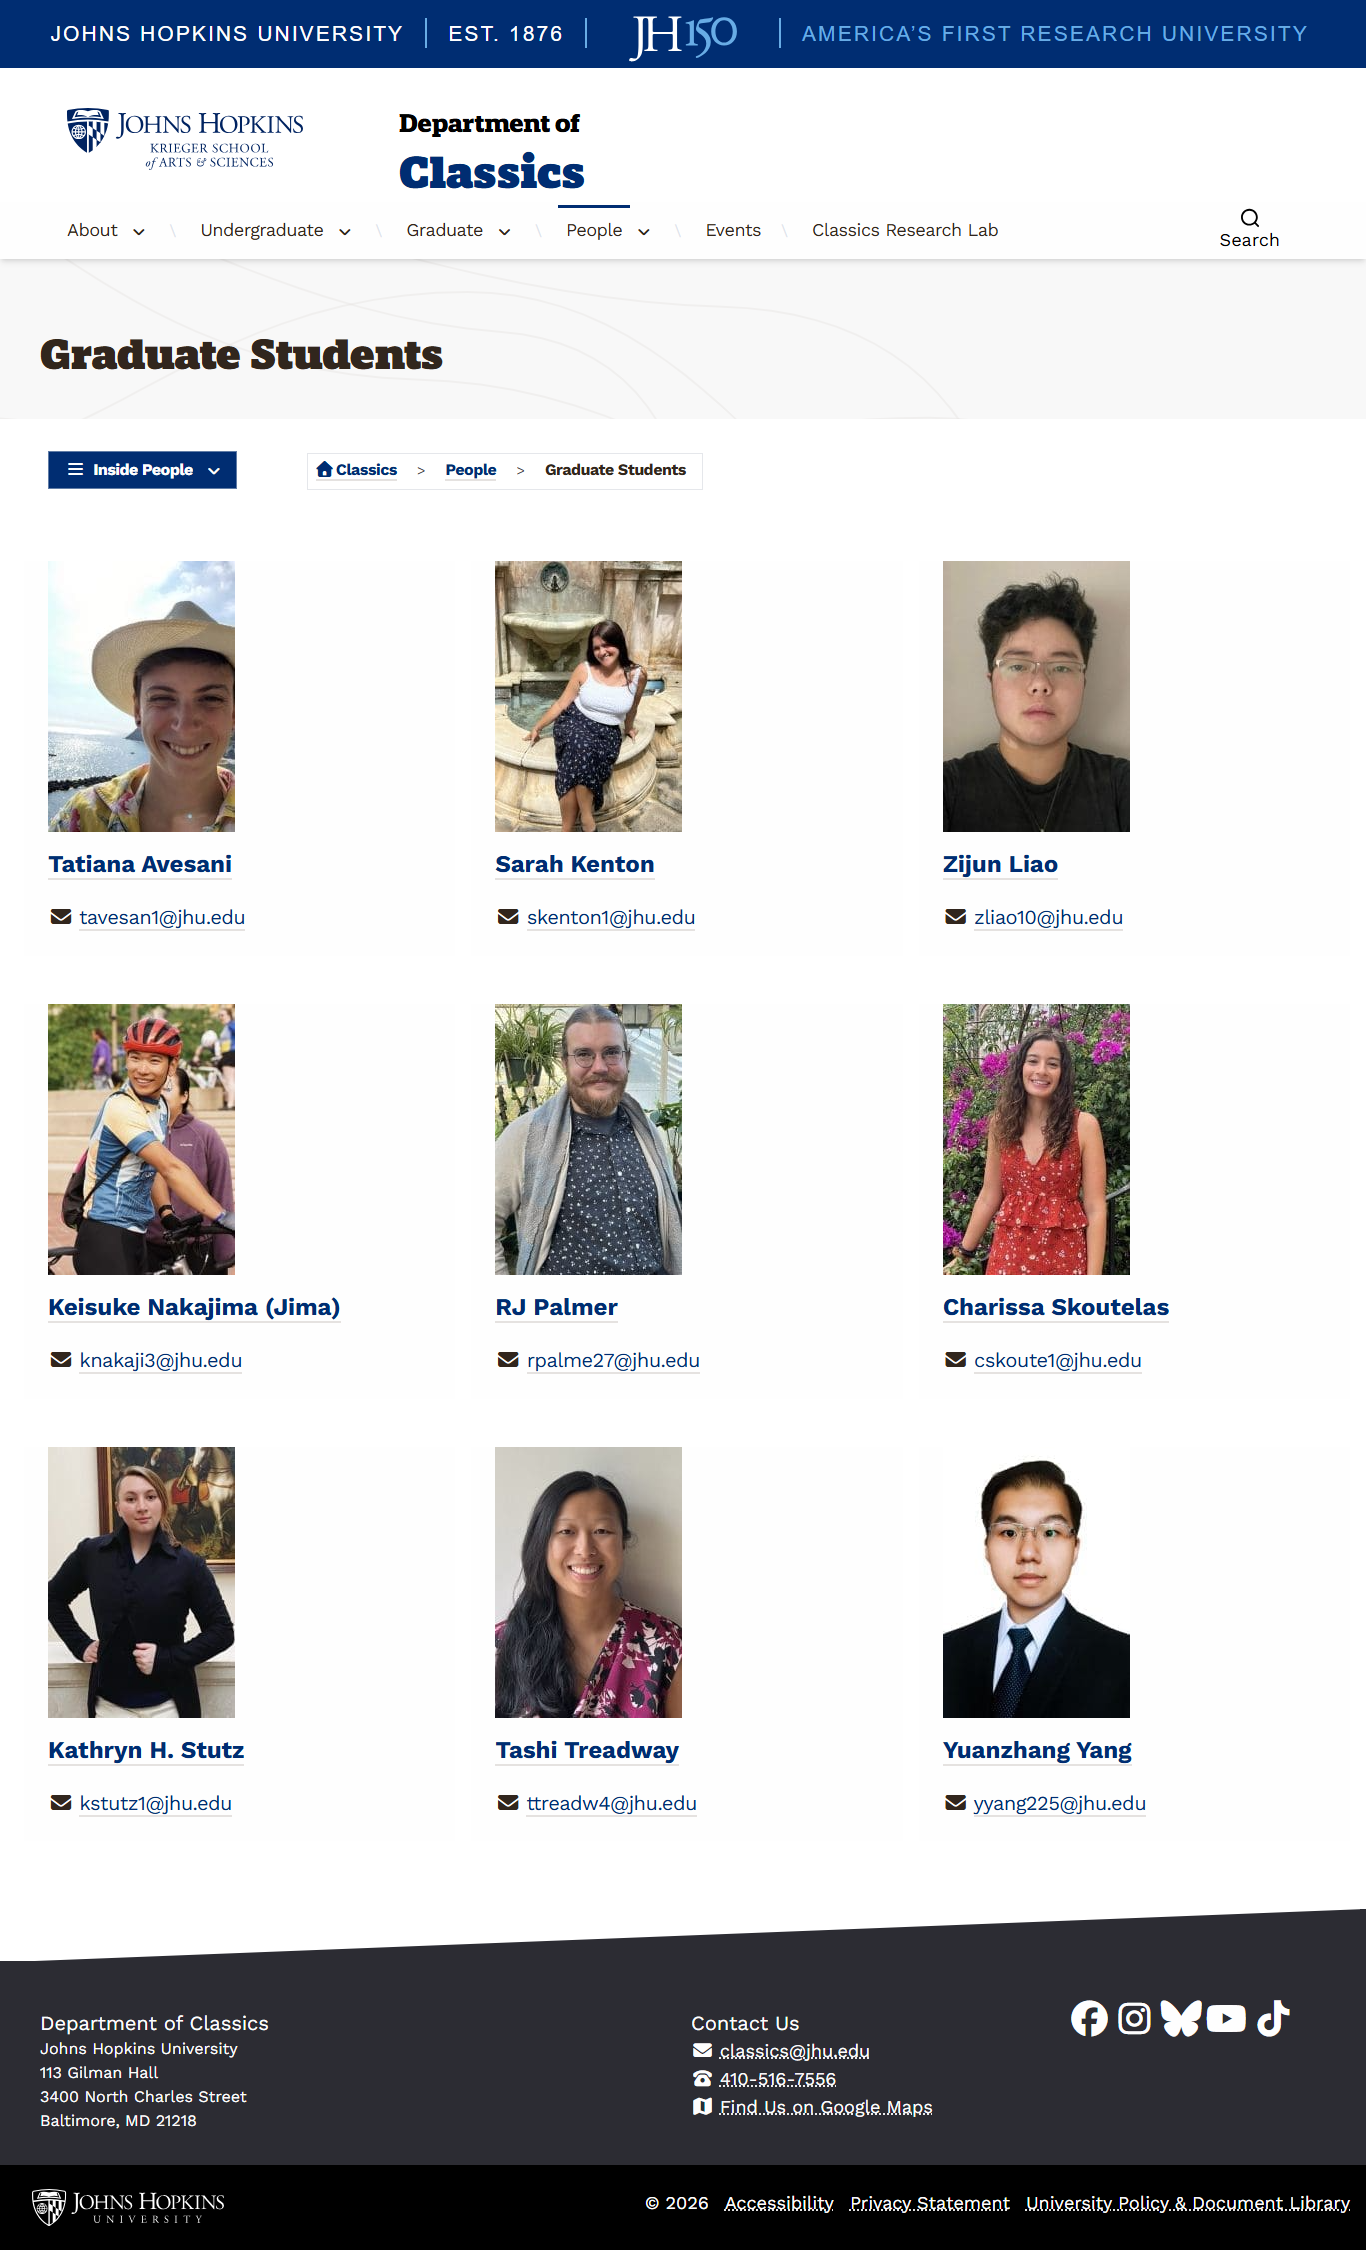 JOHNS HOPKINS UNIVERSITY
EST. 1876
JH150
AMERICA'S FIRST RESEARCH UNIVERSITY
JOHNS HOPKINS
KRIEGER SCHOOL
of ARTS & SCIENCES
Department of
Classics
About \ Undergraduate \ Graduate \ People \ Events \ Classics Research Lab
Search
Graduate Students
Inside People
Classics > People > Graduate Students
Tatiana Avesani
tavesan1@jhu.edu
Sarah Kenton
skenton1@jhu.edu
Zijun Liao
zliao10@jhu.edu
Keisuke Nakajima (Jima)
knakaji3@jhu.edu
RJ Palmer
rpalme27@jhu.edu
Charissa Skoutelas
cskoute1@jhu.edu
Kathryn H. Stutz
kstutz1@jhu.edu
Tashi Treadway
ttreadw4@jhu.edu
Yuanzhang Yang
yyang225@jhu.edu
Department of Classics
Johns Hopkins University
113 Gilman Hall
3400 North Charles Street
Baltimore, MD 21218
Contact Us
classics@jhu.edu
410-516-7556
Find Us on Google Maps
JOHNS HOPKINS
UNIVERSITY
© 2026 Accessibility Privacy Statement University Policy & Document Library